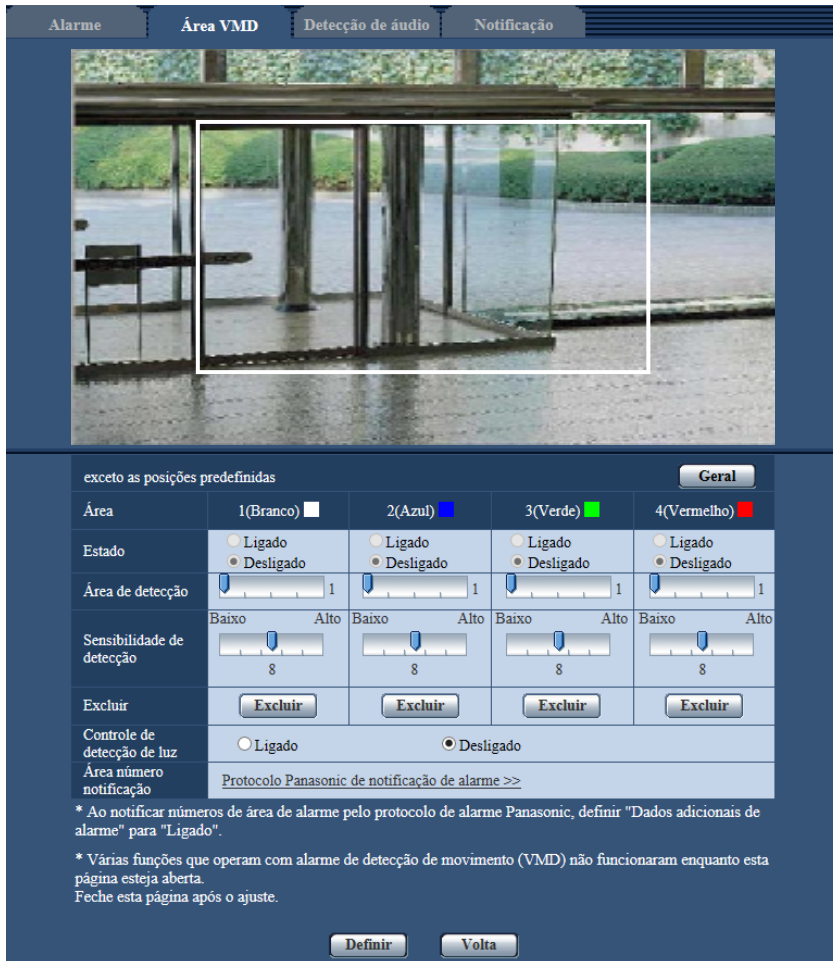 Alarme Área VMD Detecção de áudio Notificação
exceto as posições predefinidas Geral
Área 1(Branco) 2(Azul) 3(Verde) 4(Vermelho)
Estado
Ligado Ligado Ligado Ligado
Desligado Desligado Desligado Desligado
Área de detecção 1 1 1 1
Baixo Alto Baixo Alto Baixo Alto Baixo Alto
Sensibilidade de
detecção
8 8 8 8
Excluir Excluir Excluir Excluir Excluir
Controle de
detecção de luz
Ligado Desligado
Área número
notificação
Protocolo Panasonic de notificação de alarme >>
* Ao notificar números de área de alarme pelo protocolo de alarme Panasonic, definir "Dados adicionais de
alarme" para "Ligado".
* Várias funções que operam com alarme de detecção de movimento (VMD) não funcionaram enquanto esta
página esteja aberta.
Feche esta página após o ajuste.
Definir Volta